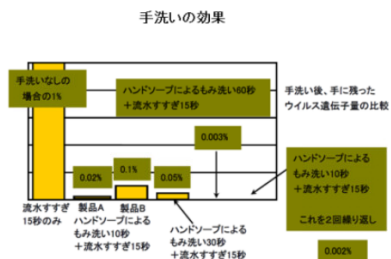 手洗いの効果
手洗いなしの
場合の1%
ハンドソープによるもみ洗い60秒
+流水すすぎ15秒
手洗い後、手に残った
ウイルス遺伝子量の比較
0.003%
ハンドソープによる
もみ洗い10秒
+流水すすぎ15秒
これを2回繰り返し
0.02%
0.1%
0.05%
流水すすぎ
15秒のみ
製品A
製品B
ハンドソープによる
もみ洗い10秒
+流水すすぎ15秒
ハンドソープによる
もみ洗い30秒
+流水すすぎ15秒
0.002%